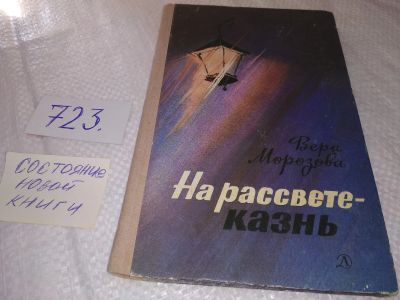 723.
СОСТОЯНИЕ
НОВОЙ
КНИГИ
Вера
Морозова
На рассвете-
казнь
Д